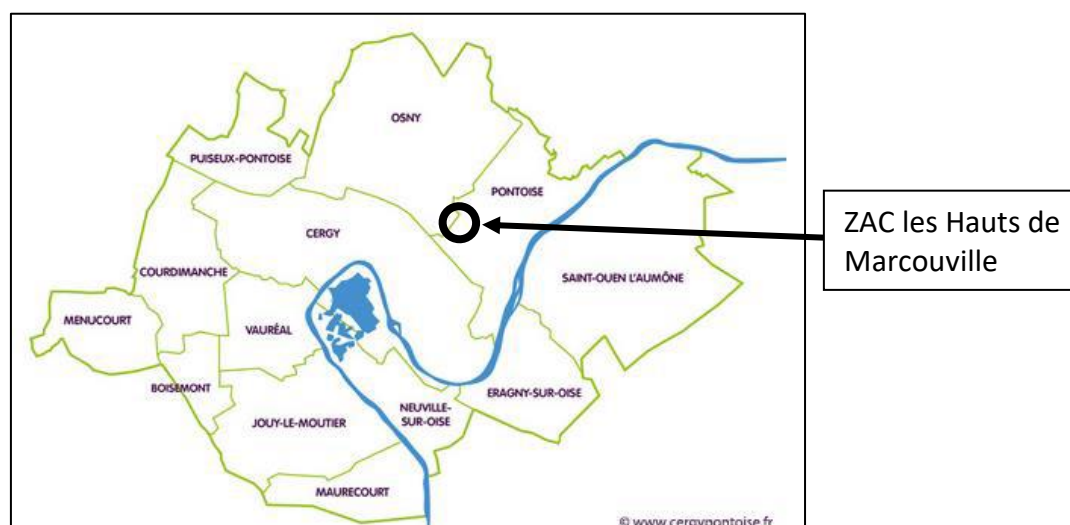 OSNY
PUISEUX-PONTOISE
PONTOISE
CERGY
COURDIMANCHE
SAINT-OUEN L'AUMÔNE
MENUCOURT
VAURÉAL
BOISEMONT
ERAGNY-SUR-OISE
NEUVILLE-
SUR-OISE
JOUY-LE-MOUTIER
MAURECOURT
© www.cergypontoise.fr
ZAC les Hauts de
Marcouville